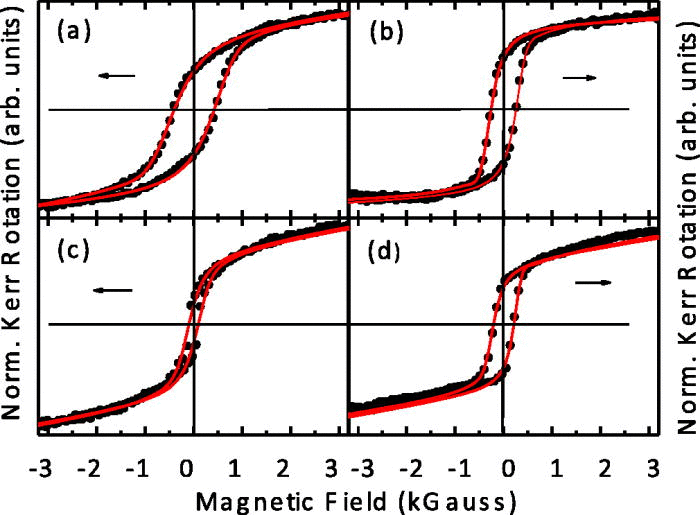 (a)
(b)
(c)
(d)
Norm. Kerr Rotation (arb. units)
Norm. Kerr Rotation (arb. units)
-3 -2 -1 0 1 2 3 -2 -1 0 1 2 3
Magnetic Field (kGauss)